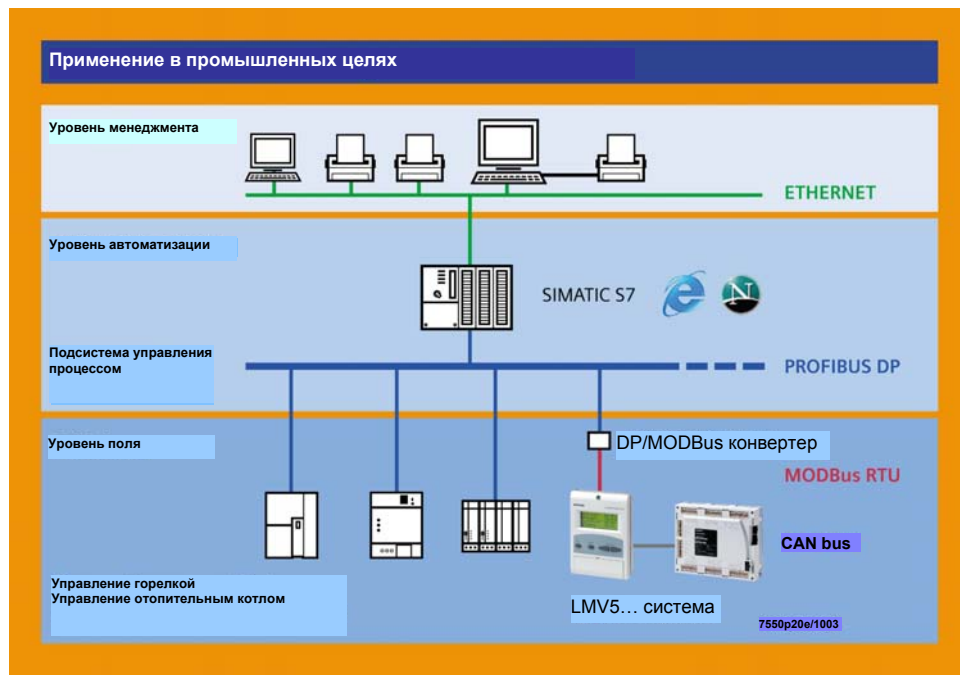 Применение в промышленных целях
Уровень менеджмента
ETHERNET
Уровень автоматизации
SIMATIC S7
N
Подсистема управления
процессом
PROFIBUS DP
Уровень поля
DP/MODBus конвертер
MODBus RTU
CAN bus
Управление горелкой
Управление отопительным котлом
LMV5... система
7550p20e/1003